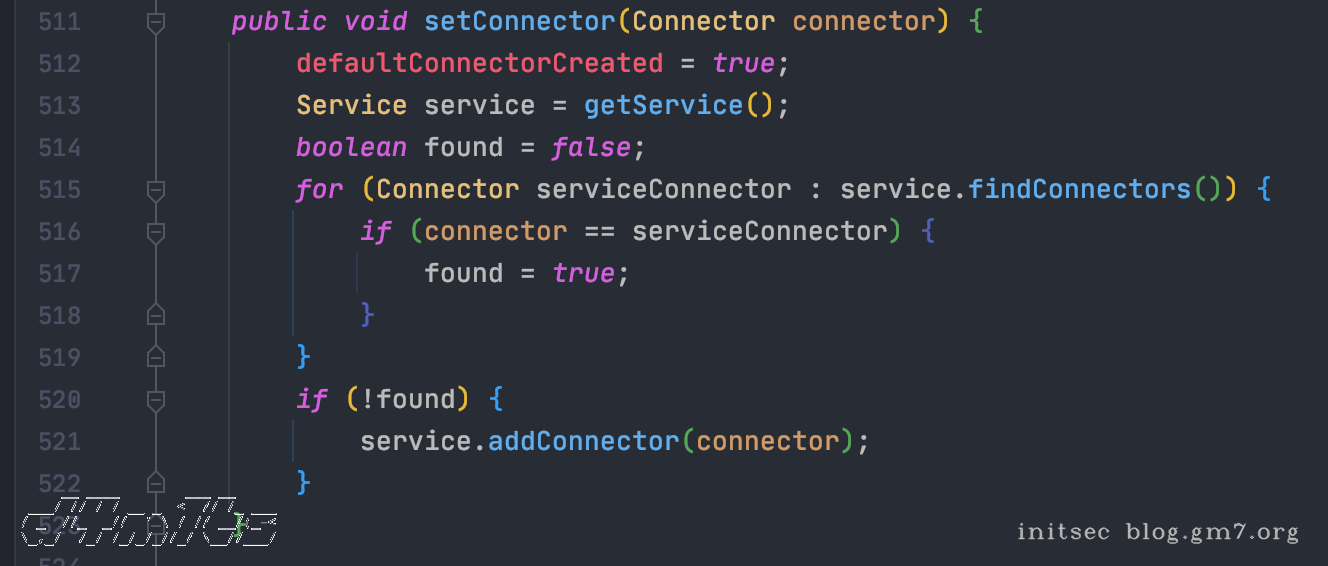 511 public void setConnector(Connector connector) {
512 defaultConnectorCreated = true;
513 Service service = getService();
514 boolean found = false;
515 for (Connector serviceConnector : service.findConnectors()) {
516 if (connector == serviceConnector) {
517 found = true;
518 }
519 }
520 if (!found) {
521 service.addConnector(connector);
522 }
523 }
initsec blog.gm7.org